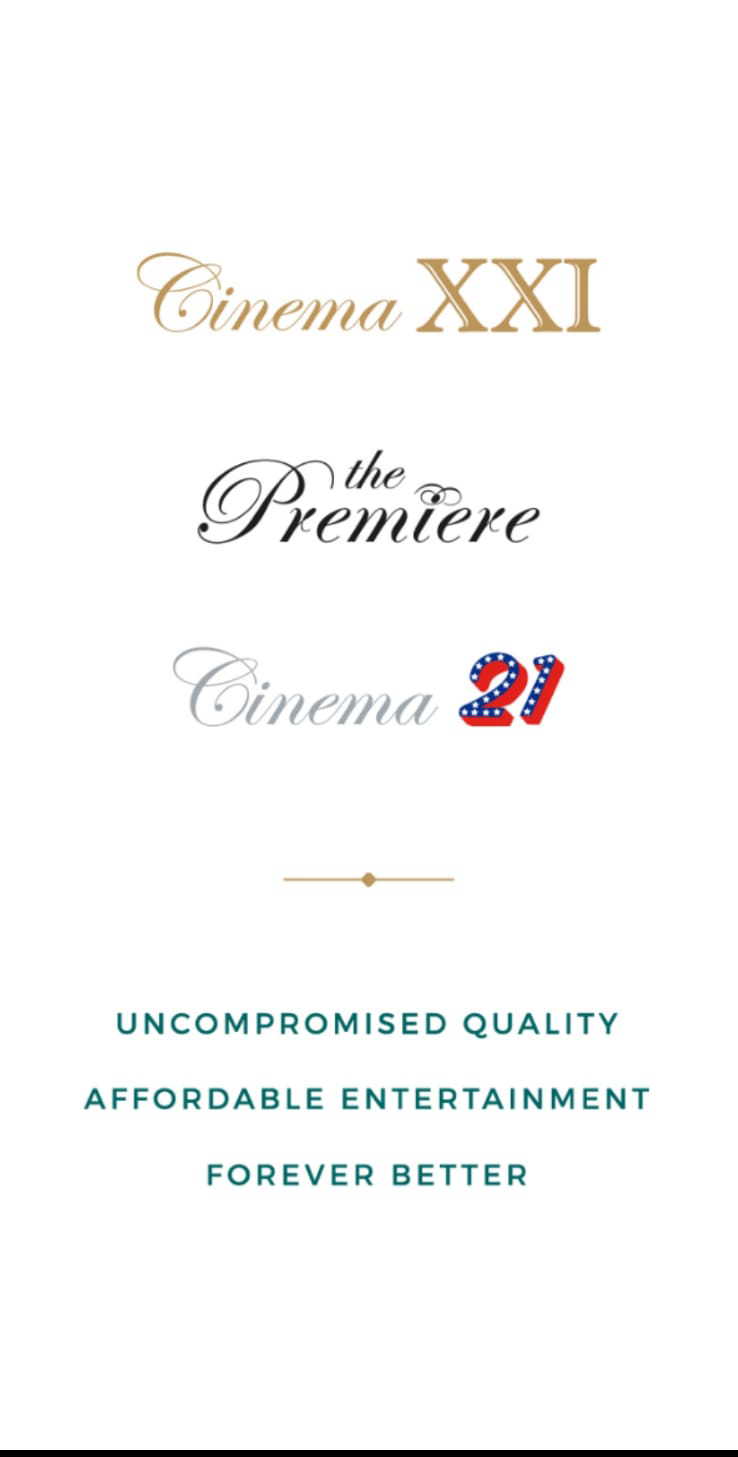 Cinema XXI
the
Premiere
Cinema 21
UNCOMPROMISED QUALITY
AFFORDABLE ENTERTAINMENT
FOREVER BETTER